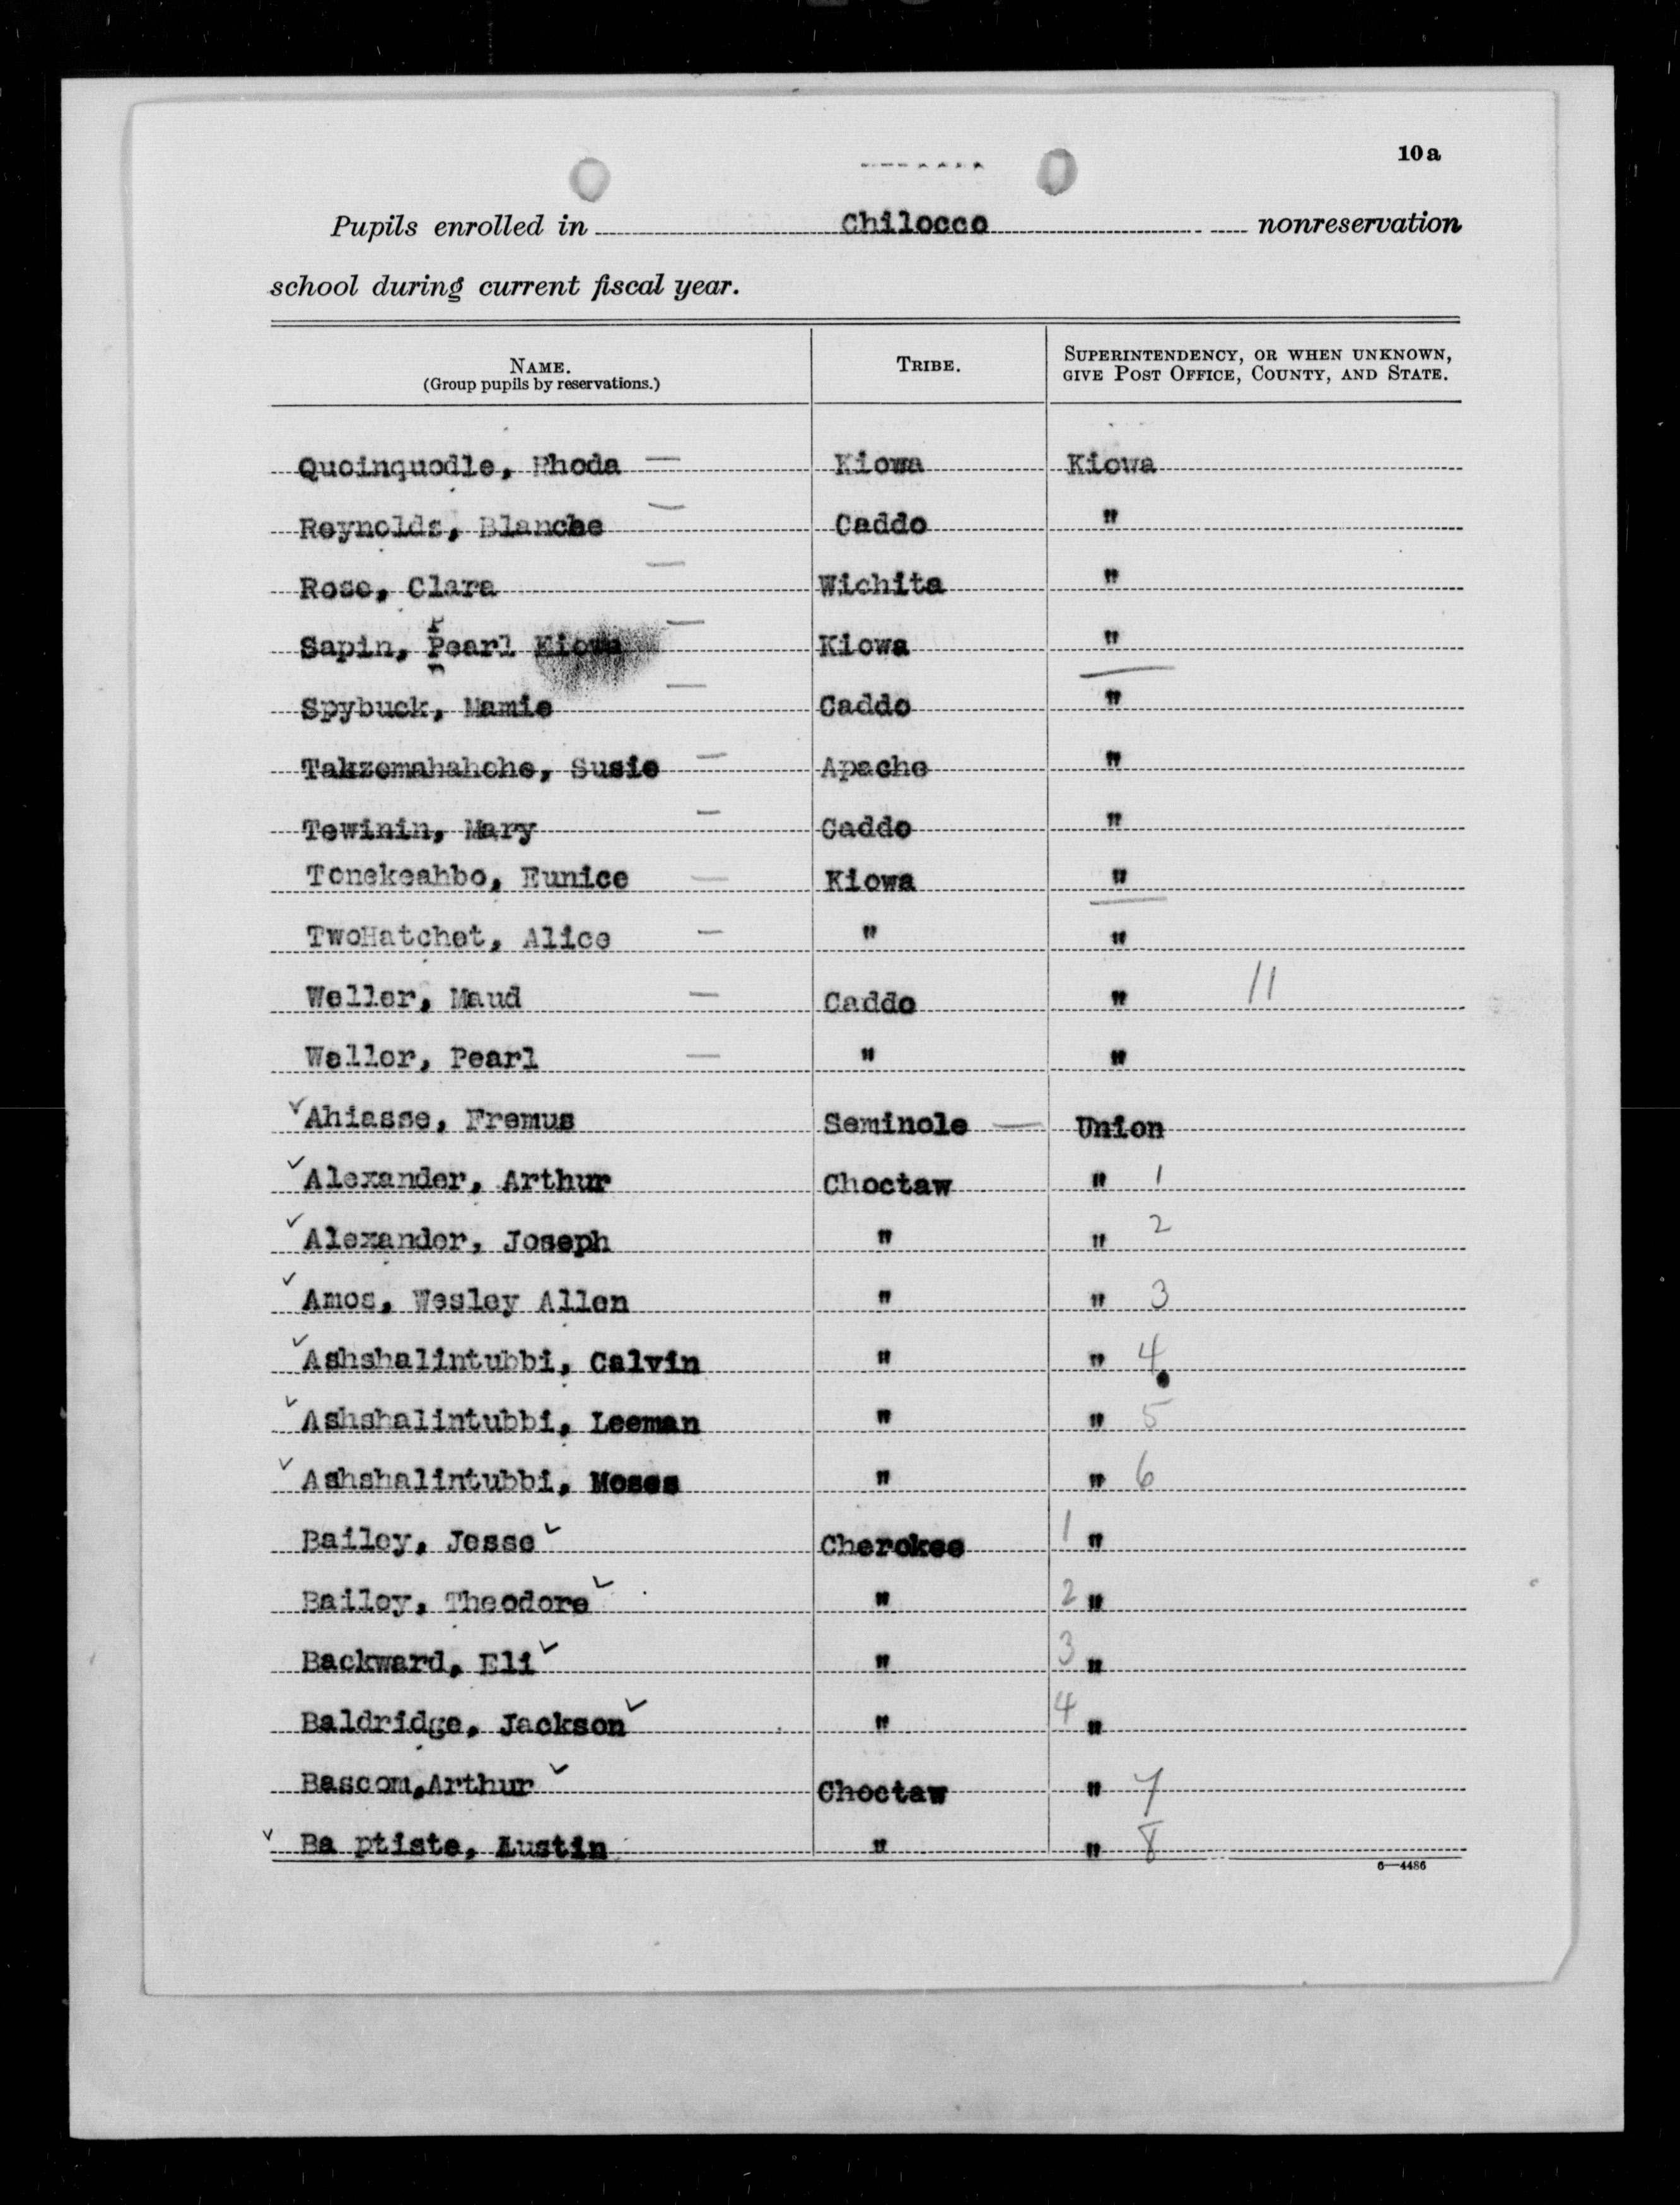 10a
Pupils enrolled in Chilocco nonreservation
school during current fiscal year.
NAME. (Group pupils by reservations.) TRIBE. SUPERINTENDENCY, OR WHEN UNKNOWN, GIVE POST OFFICE, COUNTY, AND STATE.
Quoinquodle, Rhoda — Kiowa Kiowa
Reynolds, Blanche — Caddo "
Rose, Clara — Wichita "
Sapin, Pearl Kiowa — Kiowa "
Spybuck, Mamie — Caddo "
Takzemahahche, Susie — Apache "
Tewinin, Mary — Caddo "
Tonekeahbo, Eunice — Kiowa "
TwoHatchet, Alice — " "
Weller, Maud — Caddo " 11
Weller, Pearl — " "
✓ Ahiasse, Fremus Seminole — Union
✓ Alexander, Arthur Choctaw " 1
✓ Alexander, Joseph " " 2
✓ Amos, Wesley Allen " " 3
✓ Ashshalintubbi, Calvin " " 4
✓ Ashshalintubbi, Leeman " " 5
✓ Ashshalintubbi, Moses " " 6
Bailey, Jesse ✓ Cherokee 1 "
Bailey, Theodore ✓ " 2 "
Backward, Eli ✓ " 3 "
Baldridge, Jackson ✓ " 4 "
Bascom,Arthur ✓ Choctaw " 7
✓ Ba ptiste, Austin " " 8
6—4486